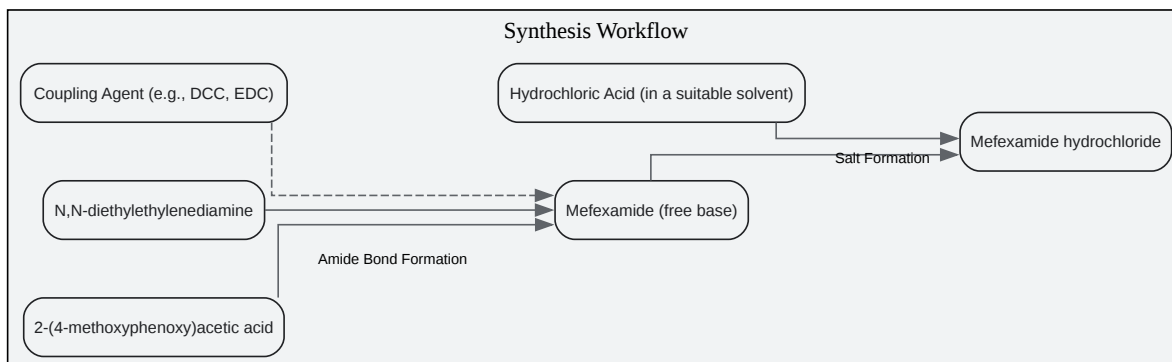 Synthesis Workflow
Coupling Agent (e.g., DCC, EDC)
Hydrochloric Acid (in a suitable solvent)
Mefexamide hydrochloride
Salt Formation
N,N-diethylethylenediamine
Mefexamide (free base)
Amide Bond Formation
2-(4-methoxyphenoxy)acetic acid